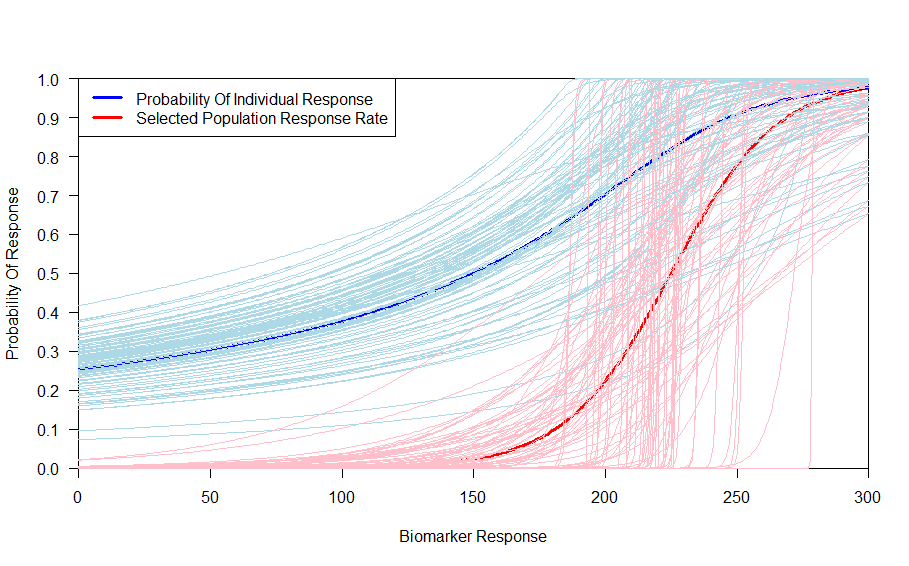 Probability Of Individual Response
Selected Population Response Rate
Probability Of Response
1.0
0.9
0.8
0.7
0.6
0.5
0.4
0.3
0.2
0.1
0.0
0 50 100 150 200 250 300
Biomarker Response